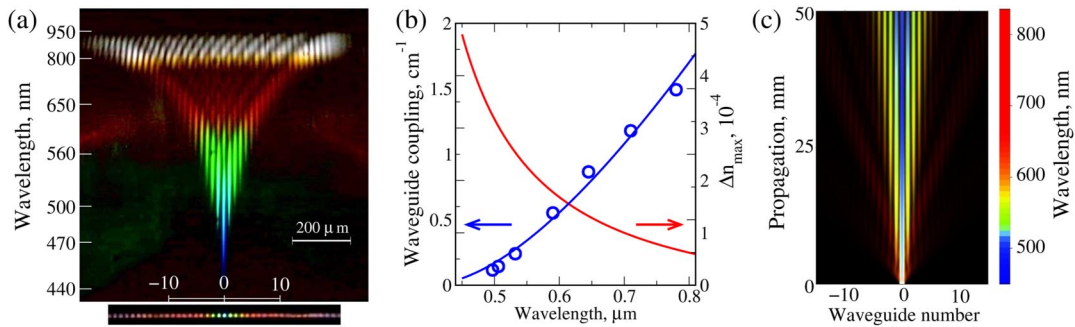 (a)
Wavelength, nm
950
800
650
560
500
470
440
200 μm
−10 0 10
(b)
Waveguide coupling, cm⁻¹
2
1.5
1
0.5
0
0.5 0.6 0.7 0.8
Wavelength, μm
5
4
3
2
1
0
Δn_max, 10⁻⁴
(c)
Propagation, mm
50
25
0
−10 0 10
Waveguide number
800
700
600
500
Wavelength, nm